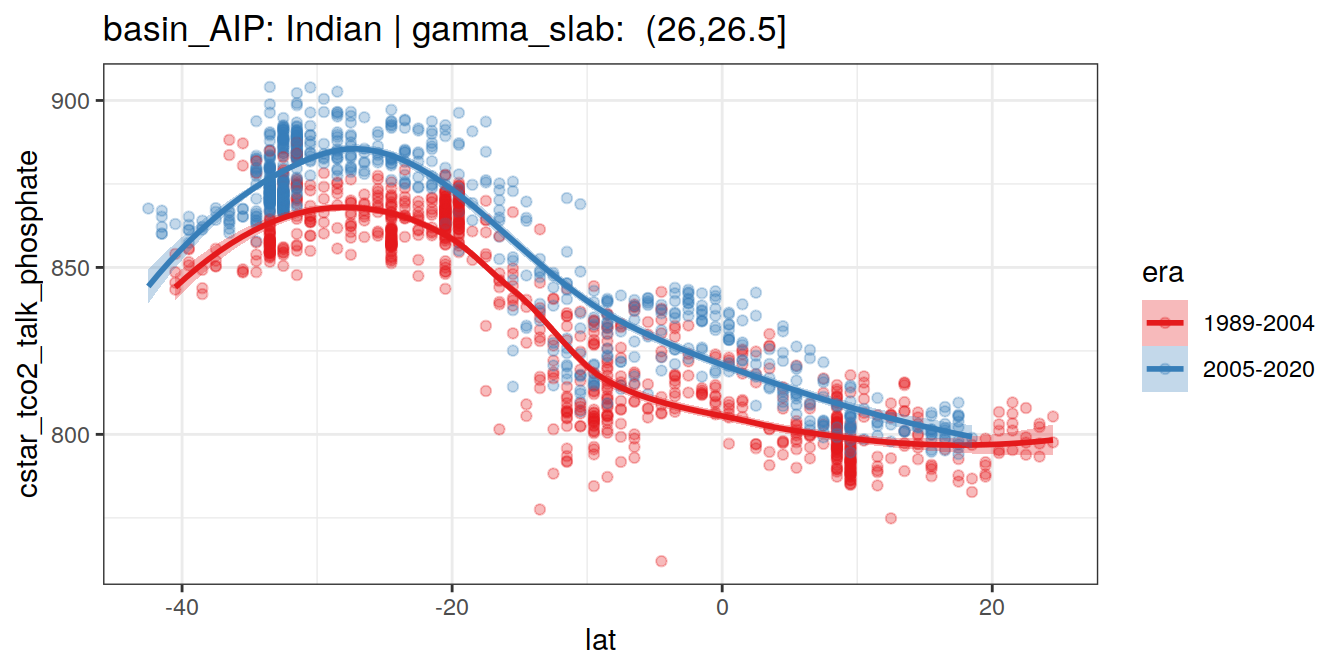 basin_AIP: Indian | gamma_slab:  (26,26.5]
cstar_tco2_talk_phosphate
900
850
800
-40
-20
0
20
lat
era
1989-2004
2005-2020